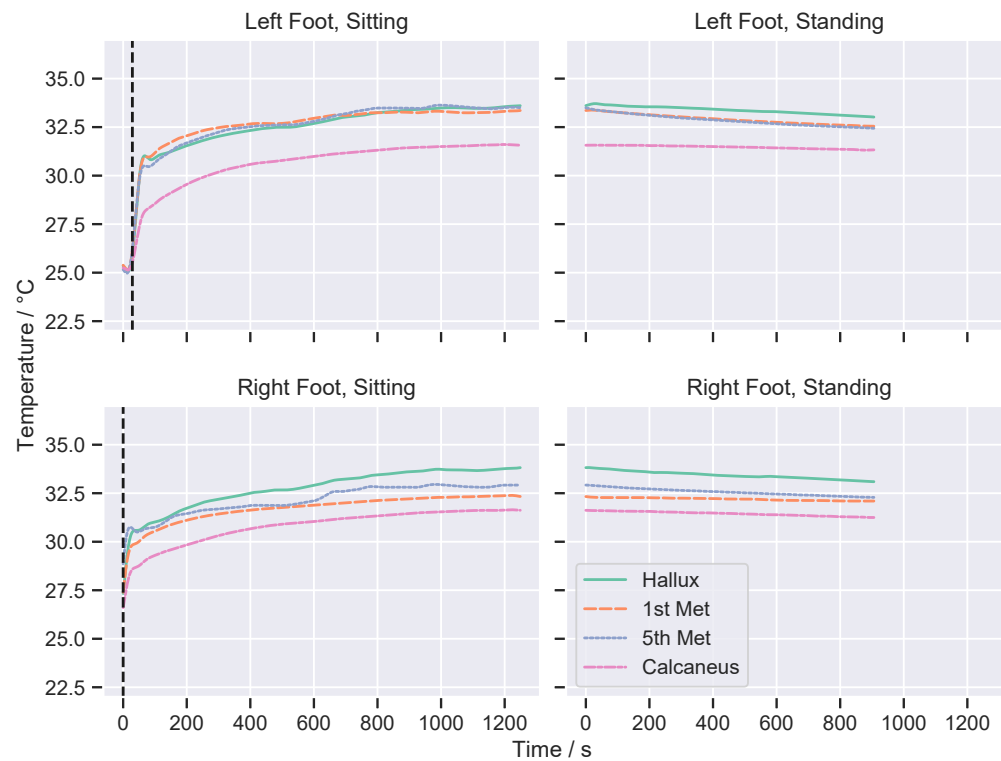 Left Foot, Sitting
Left Foot, Standing
35.0
32.5
30.0
27.5
25.0
22.5
Temperature / °C
Right Foot, Sitting
Right Foot, Standing
35.0
32.5
30.0
27.5
25.0
22.5
Hallux
1st Met
5th Met
Calcaneus
0 200 400 600 800 1000 1200
0 200 400 600 800 1000 1200
Time / s